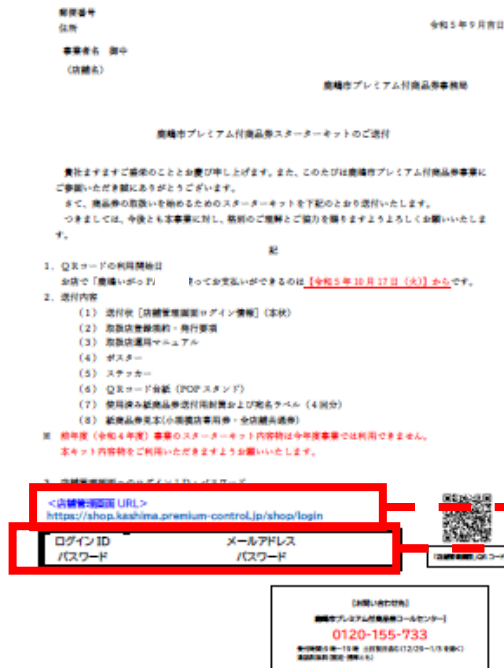 郵便番号
住所
令和5年9月吉日
事業者名 御中
(店舗名)
鹿嶋市プレミアム付商品券事務局
鹿嶋市プレミアム付商品券スターターキットのご送付
貴社ますますご盛栄のこととお慶び申し上げます。また、このたびは鹿嶋市プレミアム付商品券事業に
ご参画いただき誠にありがとうございます。
さて、商品券の取扱いを始めるためのスターターキットを下記のとおり送付いたします。
つきましては、今後とも本事業に対し、格別のご理解とご協力を賜りますようよろしくお願いいたしま
す。
記
1.QRコードの利用開始日
お店で「鹿嶋いがっ ってお支払いができるのは【令和5年10月17日(火)】からです。
2.送付内容
(1) 送付状[店舗管理画面ログイン情報](本状)
(2) 取扱店登録規約・発行要項
(3) 取扱店運用マニュアル
(4) ポスター
(5) ステッカー
(6) QRコード台紙(POPスタンド)
(7) 使用済み紙商品券送付用封筒および宛名ラベル(4回分)
(8) 紙商品券見本(小規模店専用券・全店舗共通券)
※ 前年度(令和4年度)事業のスターターキット内容物は今年度事業では利用できません。
本キット内容物をご利用いただきますようお願いいたします。
3.店舗管理画面へのログインID・パスワード
<店舗管理画面 URL>
https://shop.kashima.premium-control.jp/shop/login
ログイン ID メールアドレス
パスワード パスワード
[お問い合わせ先]
鹿嶋市プレミアム付商品券コールセンター]
0120-155-733